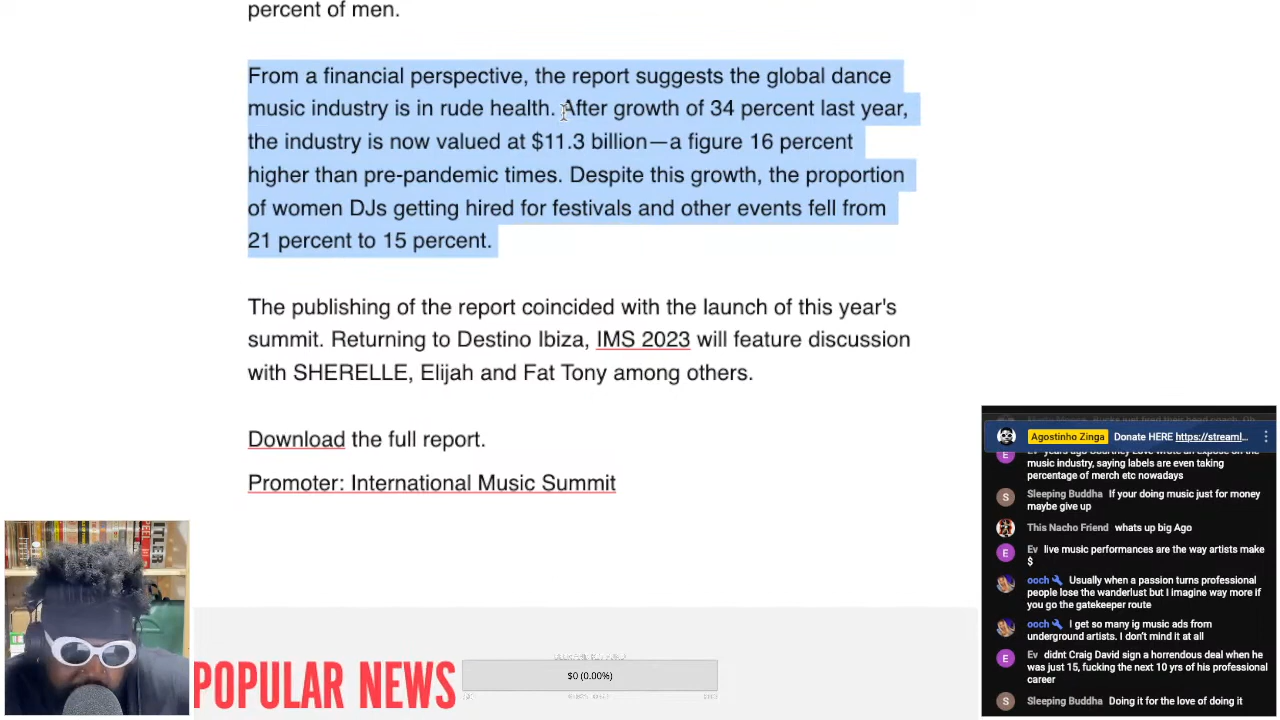 percent of men.
From a financial perspective, the report suggests the global dance
music industry is in rude health. After growth of 34 percent last year,
the industry is now valued at $11.3 billion—a figure 16 percent
higher than pre-pandemic times. Despite this growth, the proportion
of women DJs getting hired for festivals and other events fell from
21 percent to 15 percent.
The publishing of the report coincided with the launch of this year's
summit. Returning to Destino Ibiza, IMS 2023 will feature discussion
with SHERELLE, Elijah and Fat Tony among others.
Download the full report.
Promoter: International Music Summit
POPULAR NEWS
$0 (0.00%)
Agostinho Zinga Donate HERE https://streaml...
Ev years ago Courtney Love wrote an expose on the
music industry, saying labels are even taking
percentage of merch etc nowadays
S Sleeping Buddha If your doing music just for money
maybe give up
This Nacho Friend whats up big Ago
E Ev live music performances are the way artists make
$
ooch Usually when a passion turns professional
people lose the wanderlust but I imagine way more if
you go the gatekeeper route
ooch I get so many ig music ads from
underground artists. I don't mind it at all
E Ev didnt Craig David sign a horrendous deal when he
was just 15, fucking the next 10 yrs of his professional
career
S Sleeping Buddha Doing it for the love of doing it
ITLER